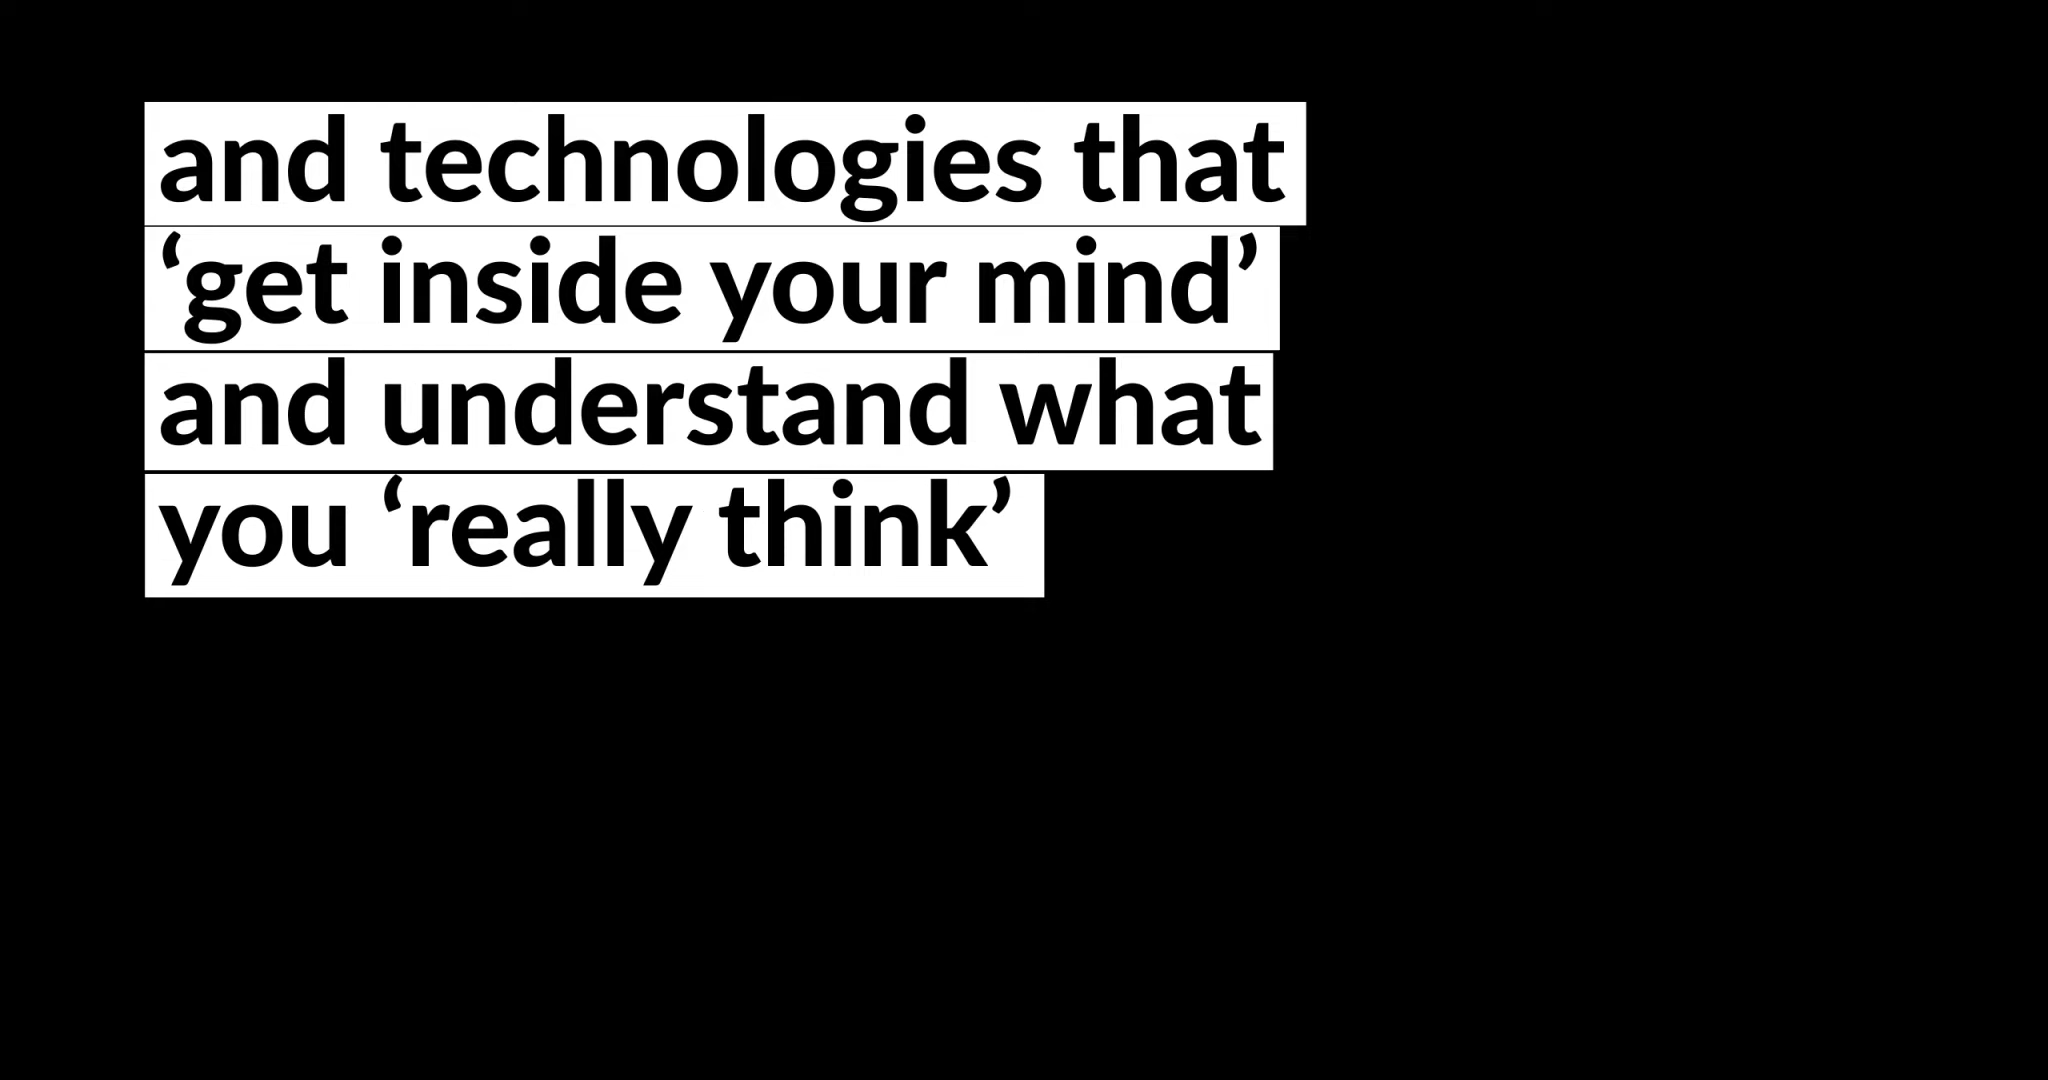 and technologies that
‘get inside your mind’
and understand what
you ‘really think’